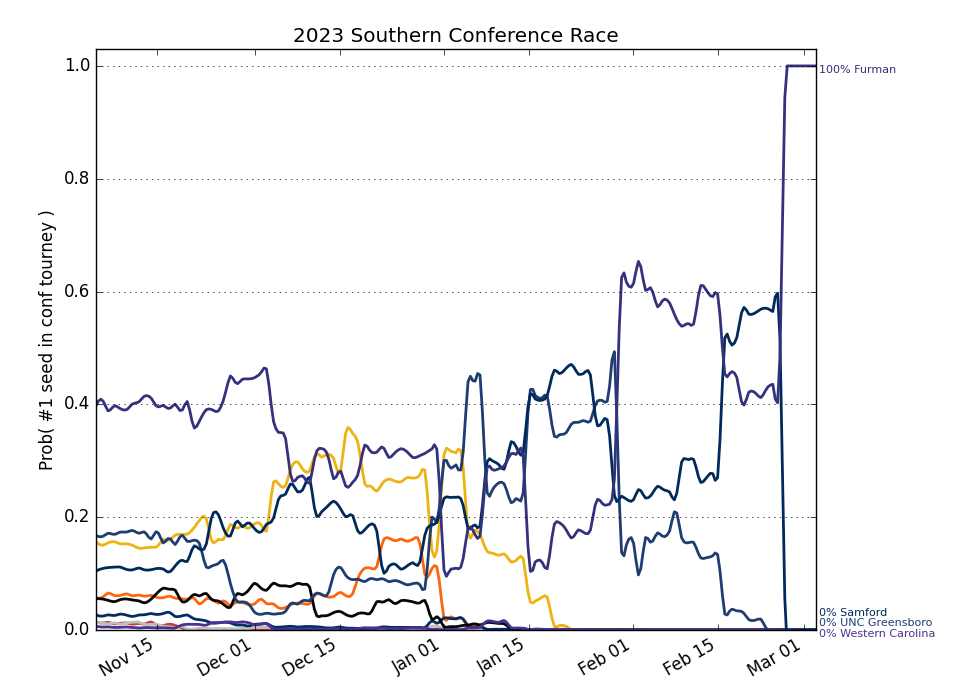 2023 Southern Conference Race
Prob( #1 seed in conf tourney )
1.0
0.8
0.6
0.4
0.2
0.0
100% Furman
0% Samford
0% UNC Greensboro
0% Western Carolina
Nov 15
Dec 01
Dec 15
Jan 01
Jan 15
Feb 01
Feb 15
Mar 01